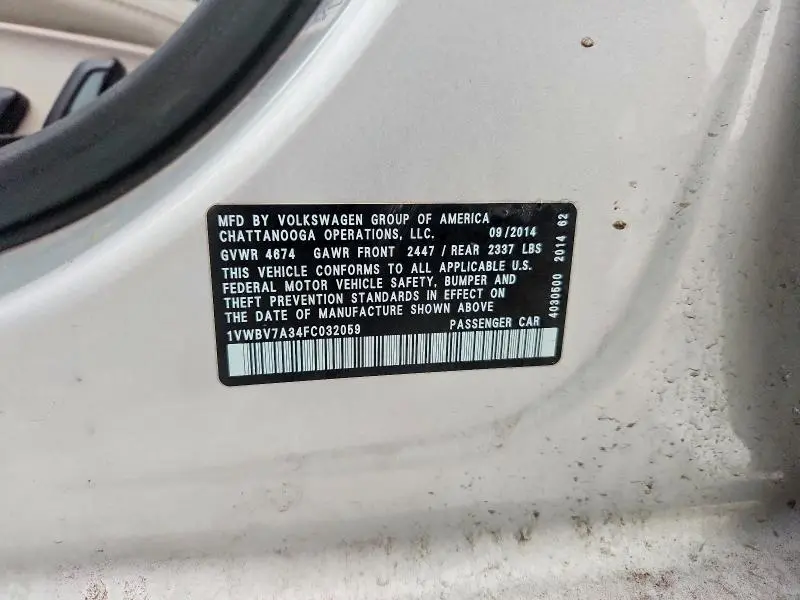 MFD BY VOLKSWAGEN GROUP OF AMERICA
CHATTANOOGA OPERATIONS, LLC. 09/2014
GVWR 4674 GAWR FRONT 2447 / REAR 2337 LBS
THIS VEHICLE CONFORMS TO ALL APPLICABLE U.S.
FEDERAL MOTOR VEHICLE SAFETY, BUMPER AND
THEFT PREVENTION STANDARDS IN EFFECT ON
THE DATE OF MANUFACTURE SHOWN ABOVE
1VWBV7A34FC032059 PASSENGER CAR
4030500 2014 62